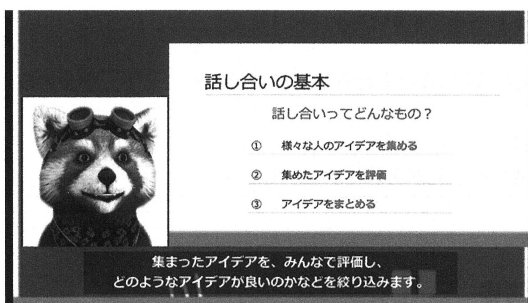 話し合いの基本
話し合いってどんなもの？
① 様々な人のアイデアを集める
② 集めたアイデアを評価
③ アイデアをまとめる
集まったアイデアを、みんなで評価し、
どのようなアイデアが良いのかなどを絞り込みます。